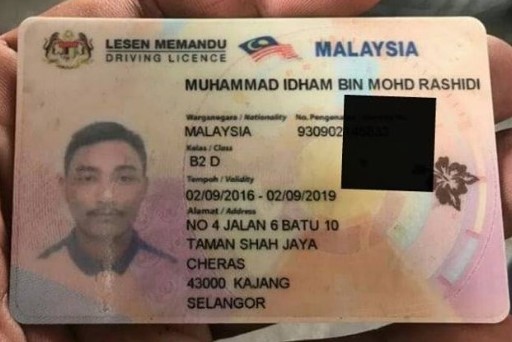 LESEN MEMANDU
DRIVING LICENCE
MALAYSIA
MUHAMMAD IDHAM BIN MOHD RASHIDI
Warganegara / Nationality No. Pengenalan
MALAYSIA 930902
Kelas / Class
B2 D
Tempoh / Validity
02/09/2016 - 02/09/2019
Alamat / Address
NO 4 JALAN 6 BATU 10
TAMAN SHAH JAYA
CHERAS
43000 KAJANG
SELANGOR